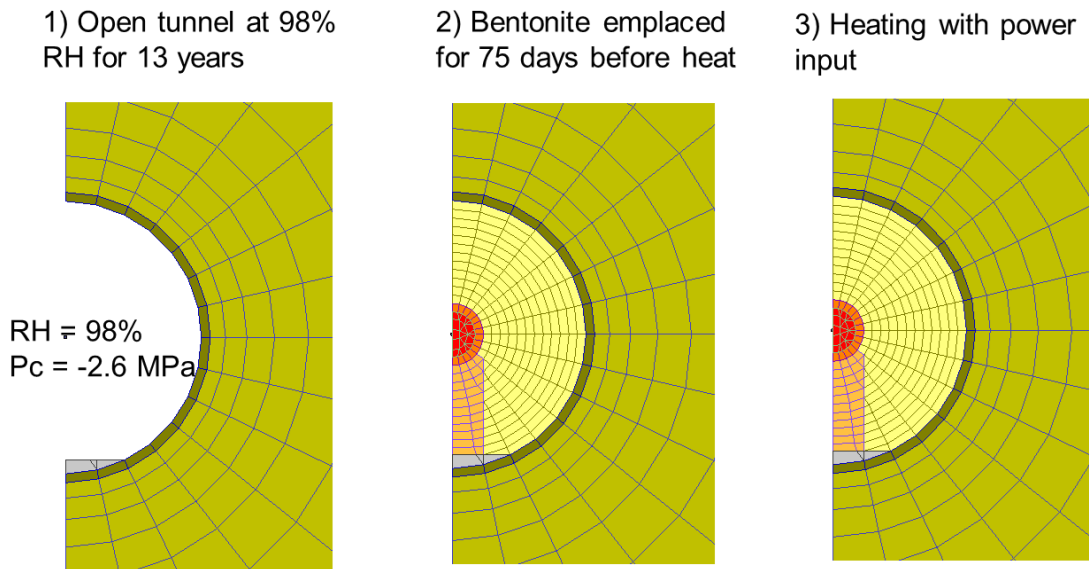 1) Open tunnel at 98%
RH for 13 years
2) Bentonite emplaced
for 75 days before heat
3) Heating with power
input
RH = 98%
Pc = -2.6 MPa